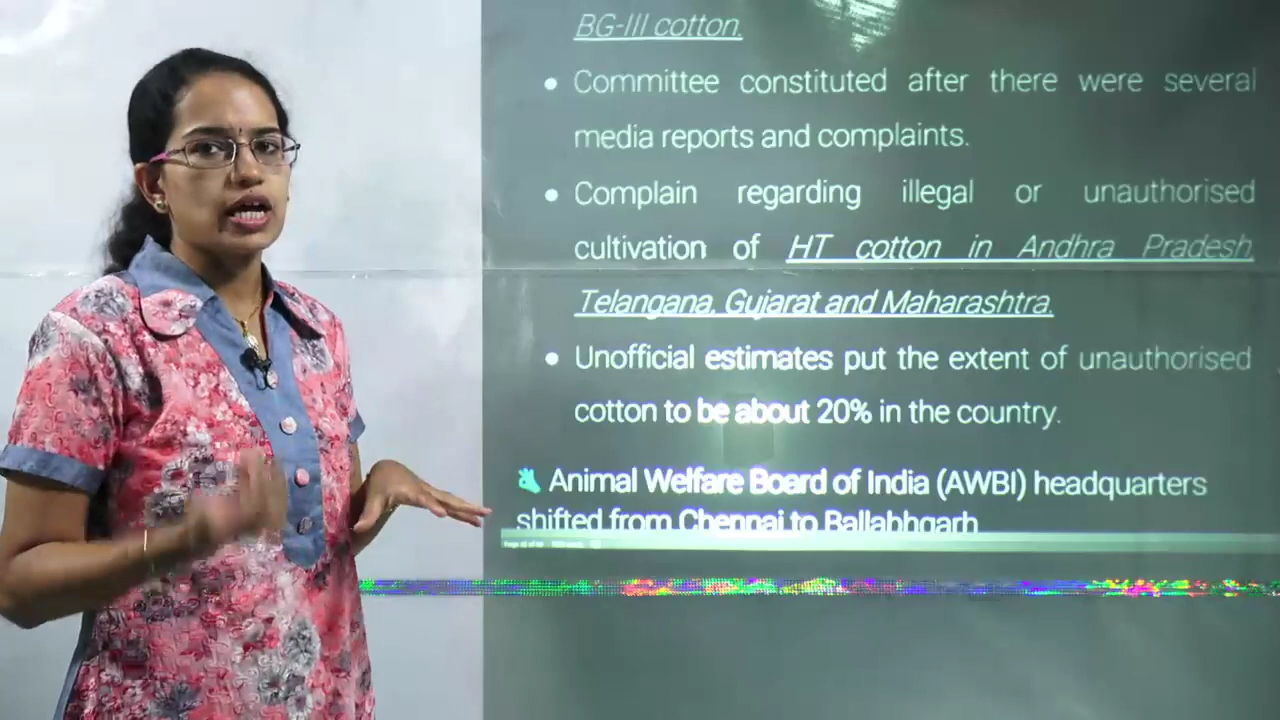 BG-III cotton.
● Committee constituted after there were several
media reports and complaints.
● Complain regarding illegal or unauthorised
cultivation of HT cotton in Andhra Pradesh,
Telangana, Gujarat and Maharashtra.
● Unofficial estimates put the extent of unauthorised
cotton to be about 20% in the country.
Animal Welfare Board of India (AWBI) headquarters
shifted from Chennai to Ballabhgarh